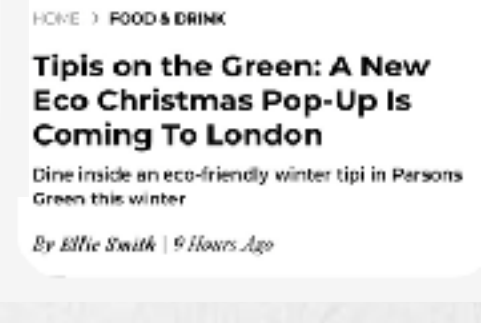 HOME > FOOD & DRINK
Tipis on the Green: A New
Eco Christmas Pop-Up Is
Coming To London
Dine inside an eco-friendly winter tipi in Parsons
Green this winter
By Ellie Smith | 9 Hours Ago